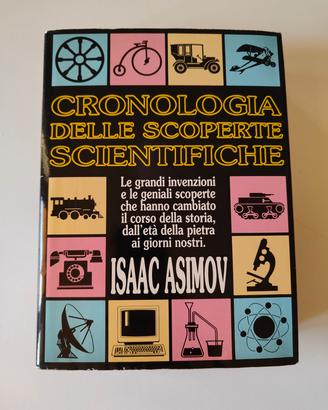 CRONOLOGIA
DELLE SCOPERTE
SCIENTIFICHE
Le grandi invenzioni
e le geniali scoperte
che hanno cambiato
il corso della storia,
dall'età della pietra
ai giorni nostri.
ISAAC ASIMOV